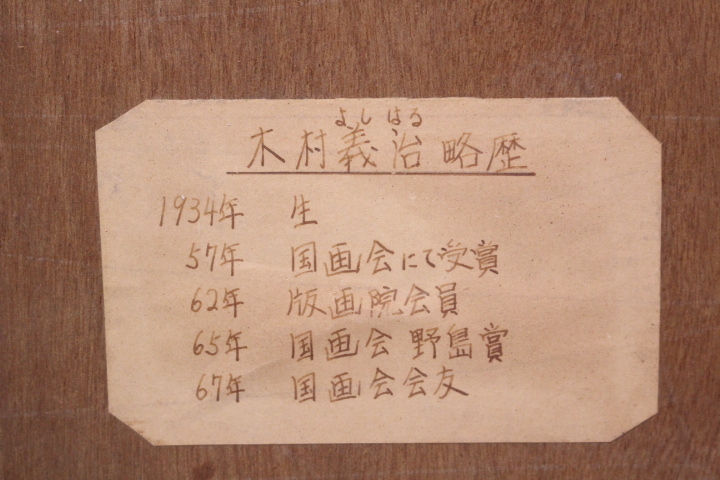 よしはる
木村義治略歴
1934年 生
57年 国画会にて受賞
62年 版画院会員
65年 国画会 野島賞
67年 国画会会友